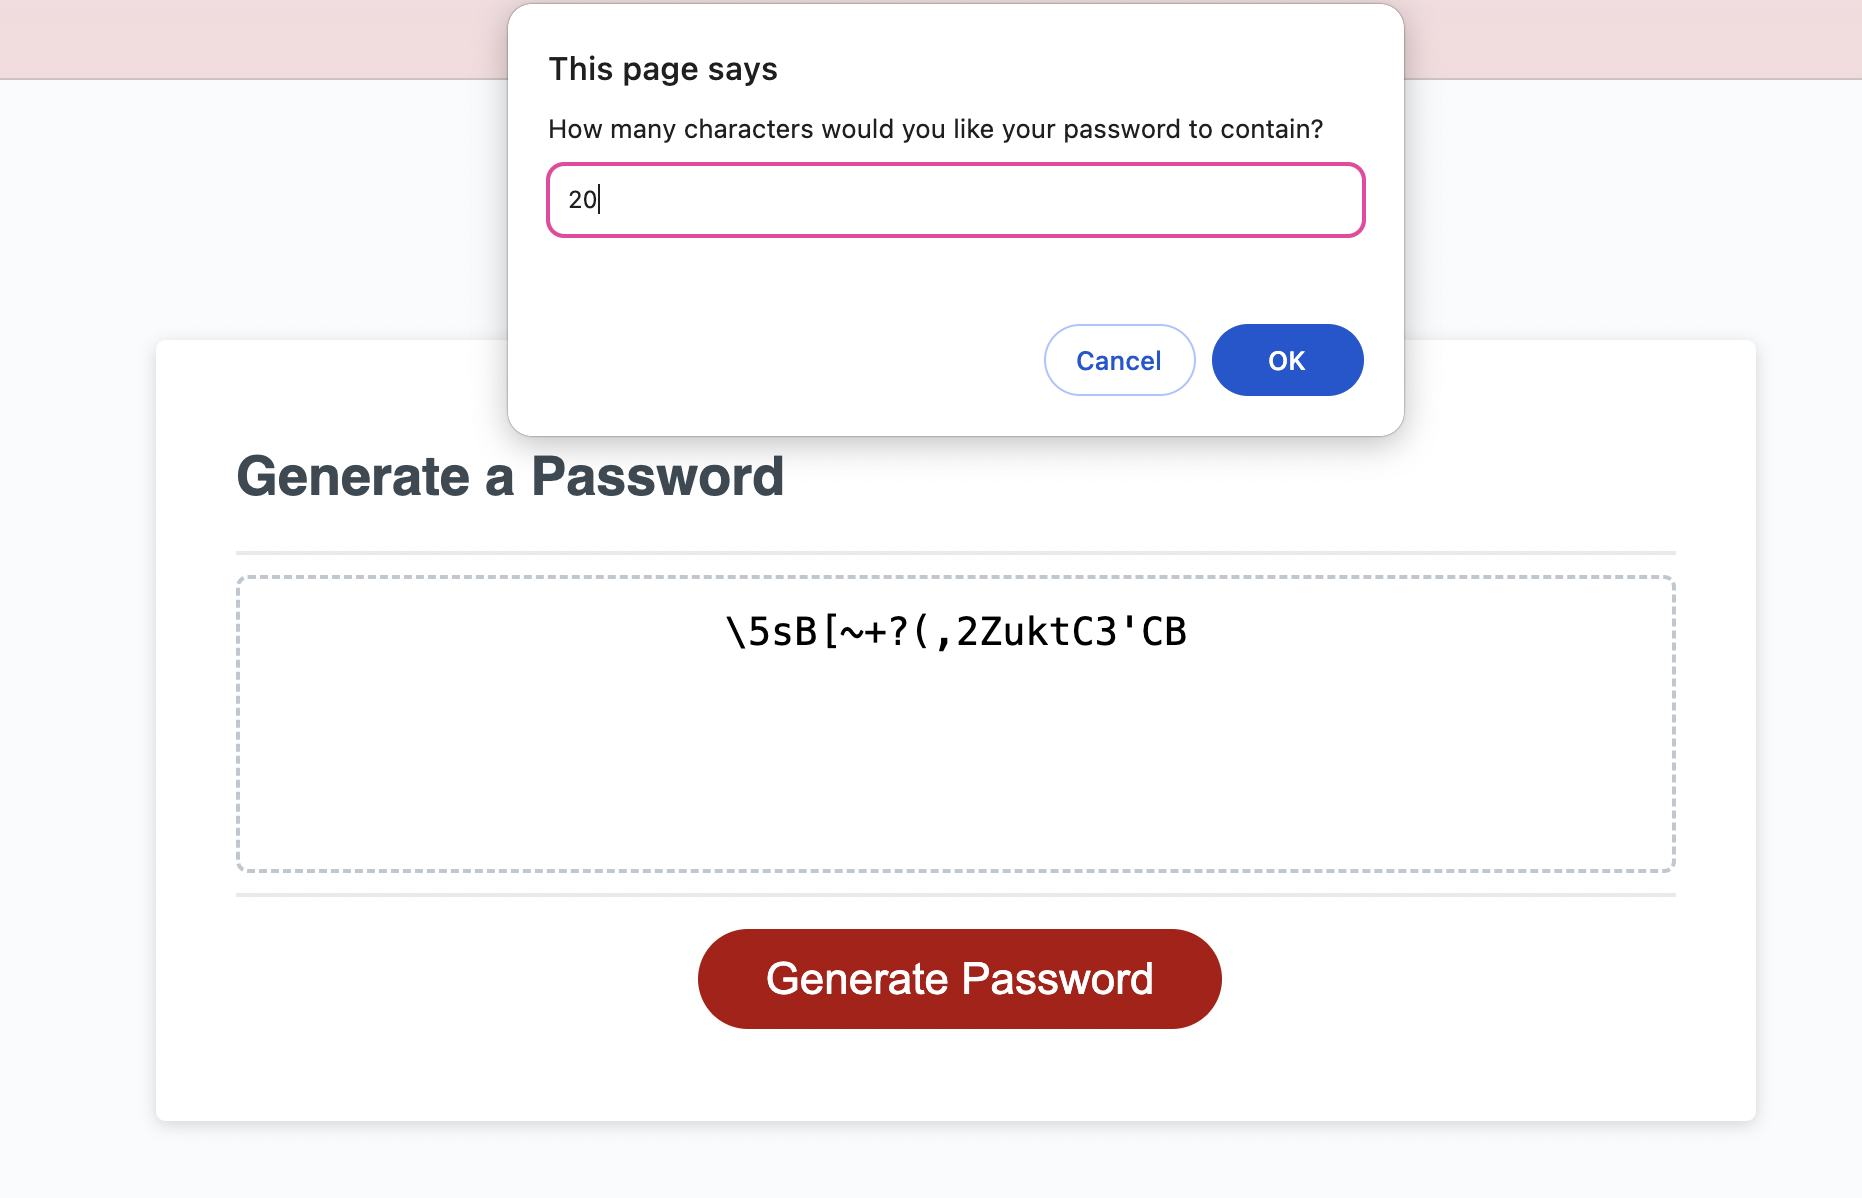 This page says
How many characters would you like your password to contain?
20
Cancel
OK
Generate a Password
\5sB[~+?(,2ZuktC3'CB
Generate Password